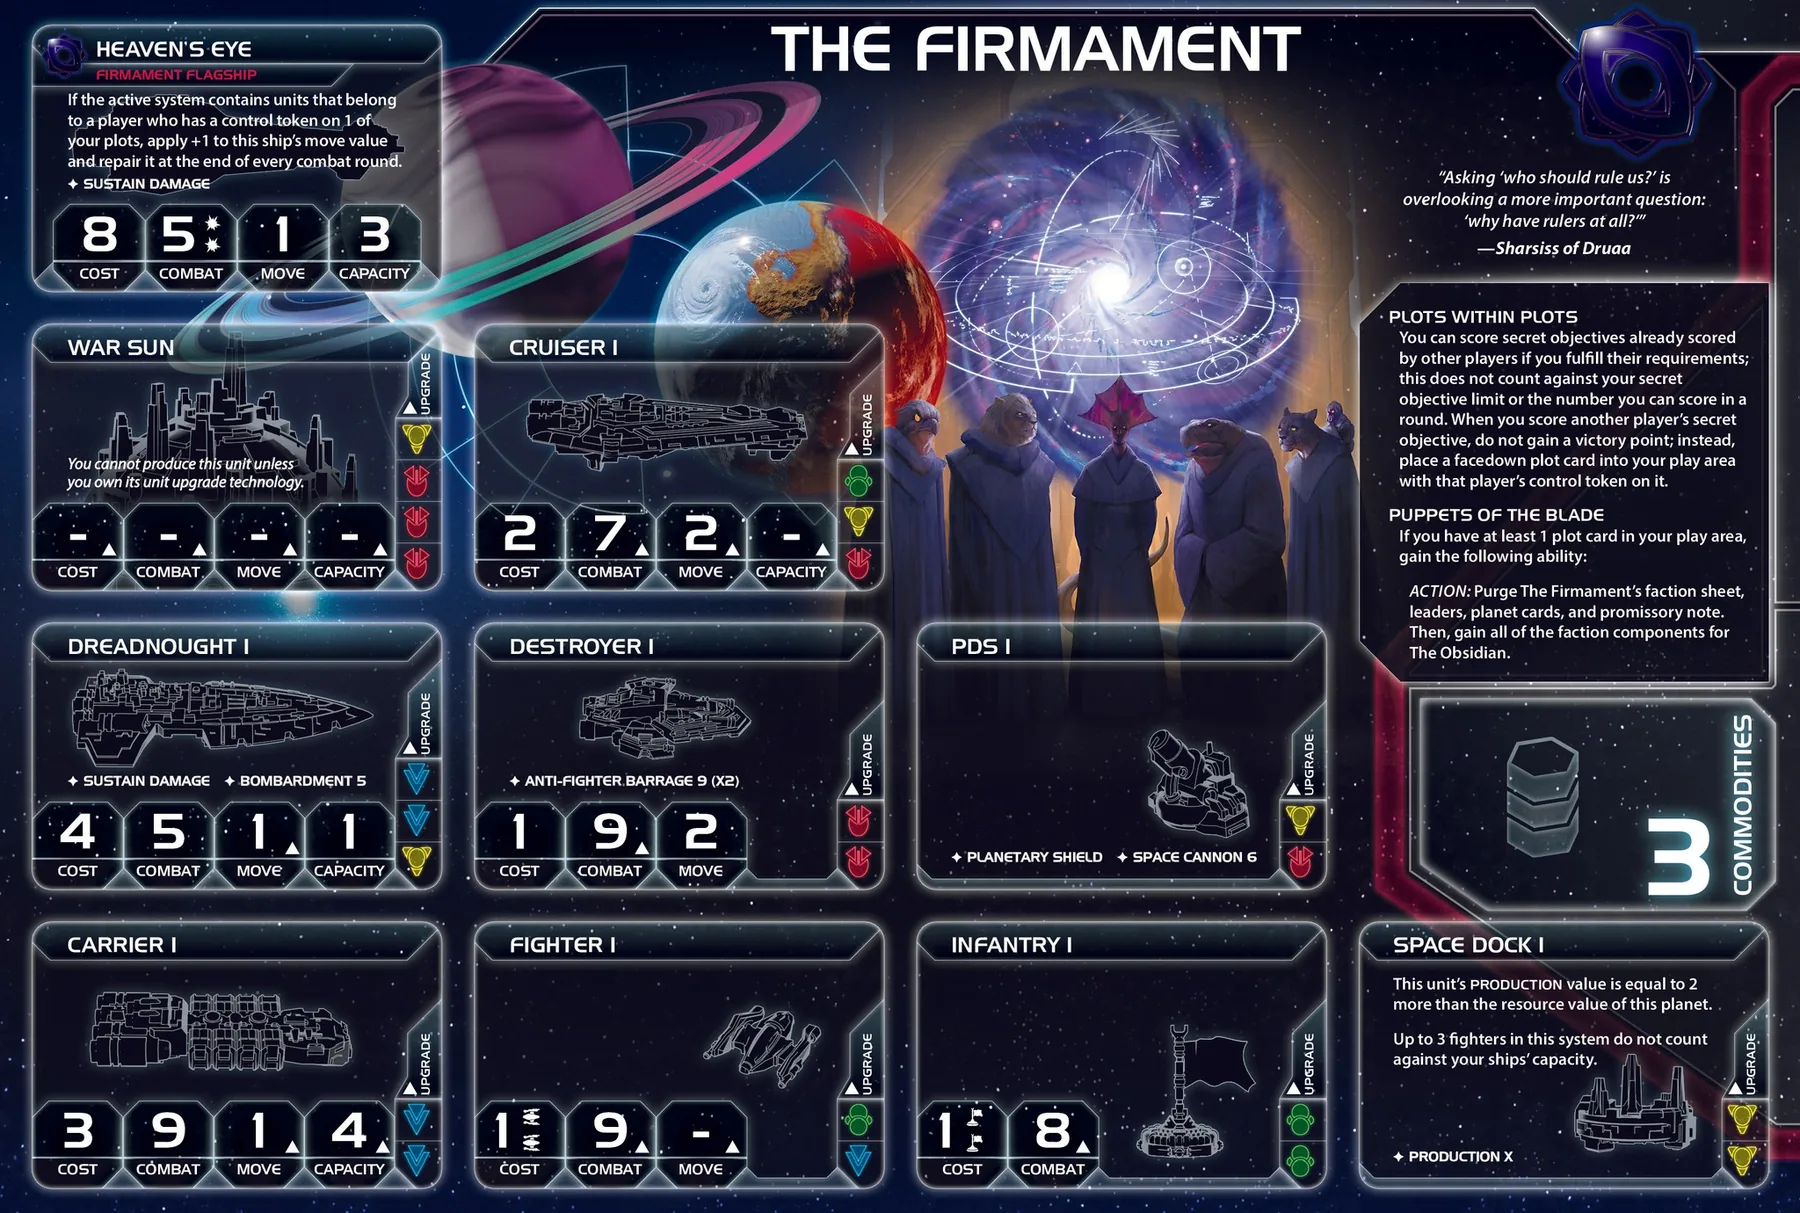 THE FIRMAMENT
HEAVEN'S EYE
FIRMAMENT FLAGSHIP
If the active system contains units that belong
to a player who has a control token on 1 of
your plots, apply +1 to this ship's move value
and repair it at the end of every combat round.
✦ SUSTAIN DAMAGE
8 5 1 3
COST COMBAT MOVE CAPACITY
"Asking 'who should rule us?' is
overlooking a more important question:
'why have rulers at all?'"
—Sharsiss of Druaa
PLOTS WITHIN PLOTS
You can score secret objectives already scored
by other players if you fulfill their requirements;
this does not count against your secret
objective limit or the number you can score in a
round. When you score another player's secret
objective, do not gain a victory point; instead,
place a facedown plot card into your play area
with that player's control token on it.
PUPPETS OF THE BLADE
If you have at least 1 plot card in your play area,
gain the following ability:
ACTION: Purge The Firmament's faction sheet,
leaders, planet cards, and promissory note.
Then, gain all of the faction components for
The Obsidian.
WAR SUN
UPGRADE
You cannot produce this unit unless
you own its unit upgrade technology.
- - - -
COST COMBAT MOVE CAPACITY
CRUISER I
UPGRADE
2 7 2 -
COST COMBAT MOVE CAPACITY
DREADNOUGHT I
UPGRADE
✦ SUSTAIN DAMAGE ✦ BOMBARDMENT 5
4 5 1 1
COST COMBAT MOVE CAPACITY
DESTROYER I
UPGRADE
✦ ANTI-FIGHTER BARRAGE 9 (X2)
1 9 2
COST COMBAT MOVE
PDS I
UPGRADE
✦ PLANETARY SHIELD ✦ SPACE CANNON 6
3
COMMODITIES
CARRIER I
UPGRADE
3 9 1 4
COST COMBAT MOVE CAPACITY
FIGHTER I
UPGRADE
1 9 -
COST COMBAT MOVE
INFANTRY I
UPGRADE
1 8
COST COMBAT
SPACE DOCK I
This unit's PRODUCTION value is equal to 2
more than the resource value of this planet.
Up to 3 fighters in this system do not count
against your ships' capacity.
UPGRADE
✦ PRODUCTION X